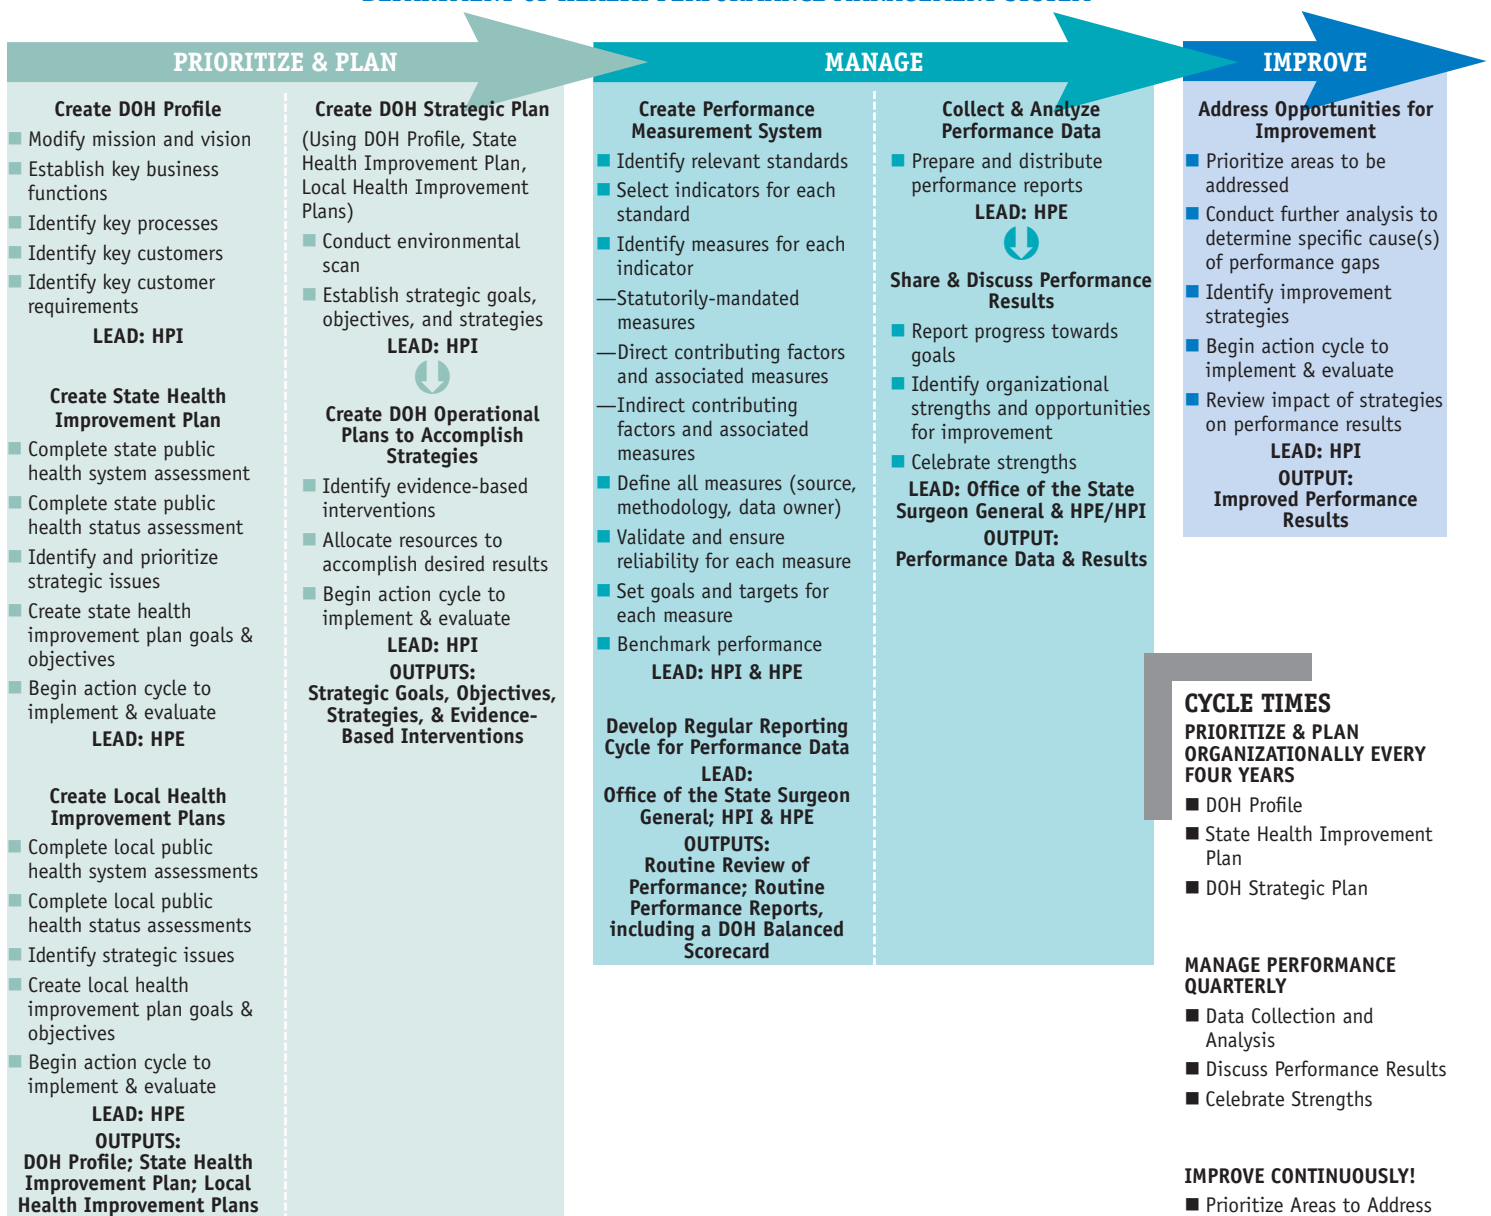 DEPARTMENT OF HEALTH PERFORMANCE MANAGEMENT SYSTEM
PRIORITIZE & PLAN
Create DOH Profile
Modify mission and vision
Establish key business
functions
Identify key processes
Identify key customers
Identify key customer
requirements
LEAD: HPI
Create State Health
Improvement Plan
Complete state public
health system assessment
Complete state public
health status assessment
Identify and prioritize
strategic issues
Create state health
improvement plan goals &
objectives
Begin action cycle to
implement & evaluate
LEAD: HPE
Create Local Health
Improvement Plans
Complete local public
health system assessments
Complete local public
health status assessments
Identify strategic issues
Create local health
improvement plan goals &
objectives
Begin action cycle to
implement & evaluate
LEAD: HPE
OUTPUTS:
DOH Profile; State Health
Improvement Plan; Local
Health Improvement Plans
Create DOH Strategic Plan
(Using DOH Profile, State
Health Improvement Plan,
Local Health Improvement
Plans)
Conduct environmental
scan
Establish strategic goals,
objectives, and strategies
LEAD: HPI
Create DOH Operational
Plans to Accomplish
Strategies
Identify evidence-based
interventions
Allocate resources to
accomplish desired results
Begin action cycle to
implement & evaluate
LEAD: HPI
OUTPUTS:
Strategic Goals, Objectives,
Strategies, & Evidence-
Based Interventions
MANAGE
Create Performance
Measurement System
Identify relevant standards
Select indicators for each
standard
Identify measures for each
indicator
—Statutorily-mandated
measures
—Direct contributing factors
and associated measures
—Indirect contributing
factors and associated
measures
Define all measures (source,
methodology, data owner)
Validate and ensure
reliability for each measure
Set goals and targets for
each measure
Benchmark performance
LEAD: HPI & HPE
Develop Regular Reporting
Cycle for Performance Data
LEAD:
Office of the State Surgeon
General; HPI & HPE
OUTPUTS:
Routine Review of
Performance; Routine
Performance Reports,
including a DOH Balanced
Scorecard
Collect & Analyze
Performance Data
Prepare and distribute
performance reports
LEAD: HPE
Share & Discuss Performance
Results
Report progress towards
goals
Identify organizational
strengths and opportunities
for improvement
Celebrate strengths
LEAD: Office of the State
Surgeon General & HPE/HPI
OUTPUT:
Performance Data & Results
IMPROVE
Address Opportunities for
Improvement
Prioritize areas to be
addressed
Conduct further analysis to
determine specific cause(s)
of performance gaps
Identify improvement
strategies
Begin action cycle to
implement & evaluate
Review impact of strategies
on performance results
LEAD: HPI
OUTPUT:
Improved Performance
Results
CYCLE TIMES
PRIORITIZE & PLAN
ORGANIZATIONALLY EVERY
FOUR YEARS
DOH Profile
State Health Improvement
Plan
DOH Strategic Plan
MANAGE PERFORMANCE
QUARTERLY
Data Collection and
Analysis
Discuss Performance Results
Celebrate Strengths
IMPROVE CONTINUOUSLY!
Prioritize Areas to Address